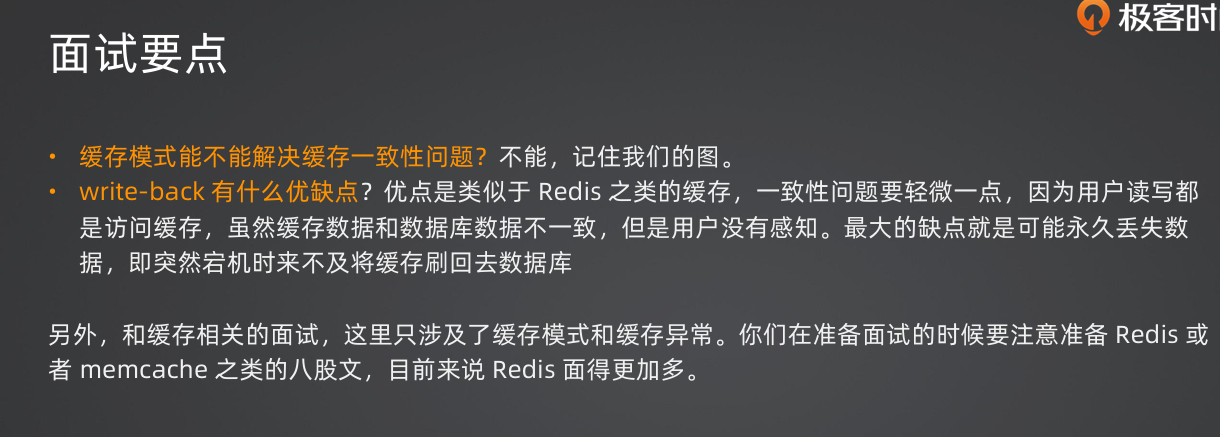 极客时
面试要点
• 缓存模式能不能解决缓存一致性问题？不能，记住我们的图。
• write-back 有什么优缺点？优点是类似于 Redis 之类的缓存，一致性问题要轻微一点，因为用户读写都
是访问缓存，虽然缓存数据和数据库数据不一致，但是用户没有感知。最大的缺点就是可能永久丢失数
据，即突然宕机时来不及将缓存刷回去数据库
另外，和缓存相关的面试，这里只涉及了缓存模式和缓存异常。你们在准备面试的时候要注意准备 Redis 或
者 memcache 之类的八股文，目前来说 Redis 面得更加多。